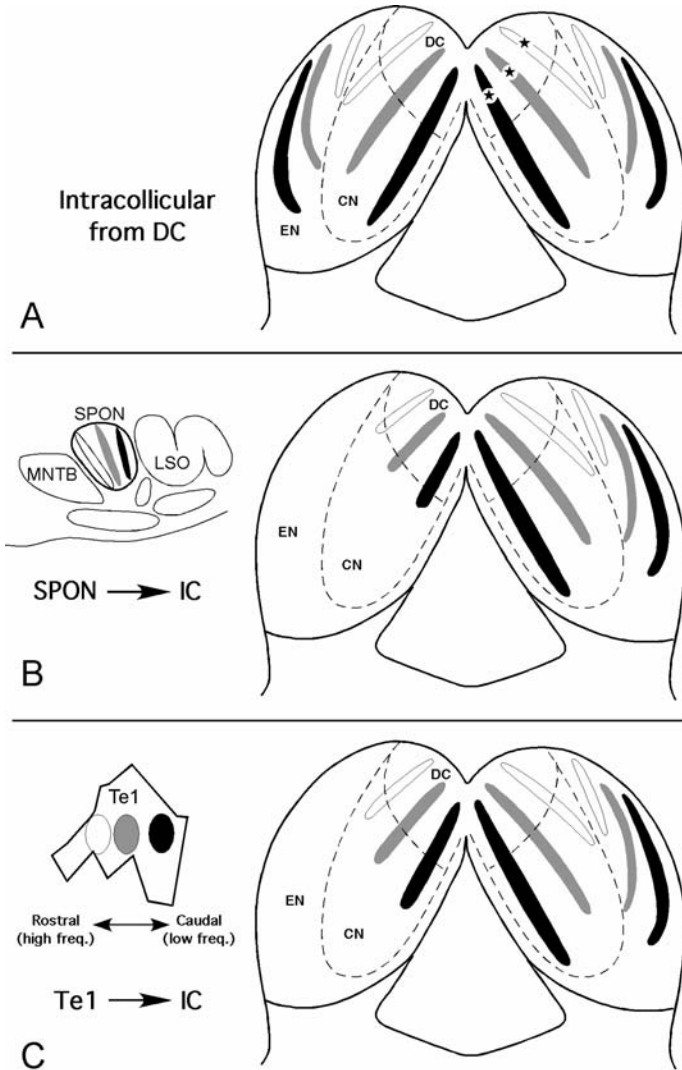 DC
Intracollicular
from DC
CN
EN
A
SPON
DC
MNTB
LSO
EN
CN
SPON IC
B
DC
Te1
Rostral Caudal
(high freq.) (low freq.)
EN
CN
Te1 IC
C